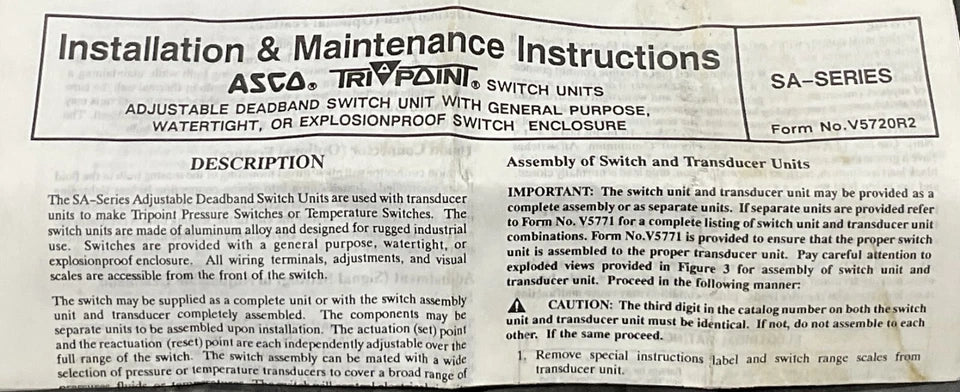 Installation & Maintenance Instructions
ASCO® TRIPOINT® SWITCH UNITS
ADJUSTABLE DEADBAND SWITCH UNIT WITH GENERAL PURPOSE,
WATERTIGHT, OR EXPLOSIONPROOF SWITCH ENCLOSURE
SA-SERIES
Form No.V5720R2
DESCRIPTION
The SA-Series Adjustable Deadband Switch Units are used with transducer
units to make Tripoint Pressure Switches or Temperature Switches. The
switch units are made of aluminum alloy and designed for rugged industrial
use. Switches are provided with a general purpose, watertight, or
explosionproof enclosure. All wiring terminals, adjustments, and visual
scales are accessible from the front of the switch.
The switch may be supplied as a complete unit or with the switch assembly
unit and transducer completely assembled. The components may be
separate units to be assembled upon installation. The actuation (set) point
and the reactuation (reset) point are each independently adjustable over the
full range of the switch. The switch assembly can be mated with a wide
selection of pressure or temperature transducers to cover a broad range of
Assembly of Switch and Transducer Units
IMPORTANT: The switch unit and transducer unit may be provided as a
complete assembly or as separate units. If separate units are provided refer
to Form No. V5771 for a complete listing of switch unit and transducer unit
combinations. Form No.V5771 is provided to ensure that the proper switch
unit is assembled to the proper transducer unit. Pay careful attention to
exploded views provided in Figure 3 for assembly of switch unit and
transducer unit. Proceed in the following manner:
CAUTION: The third digit in the catalog number on both the switch
unit and transducer unit must be identical. If not, do not assemble to each
other. If the same proceed.
1. Remove special instructions label and switch range scales from
transducer unit.